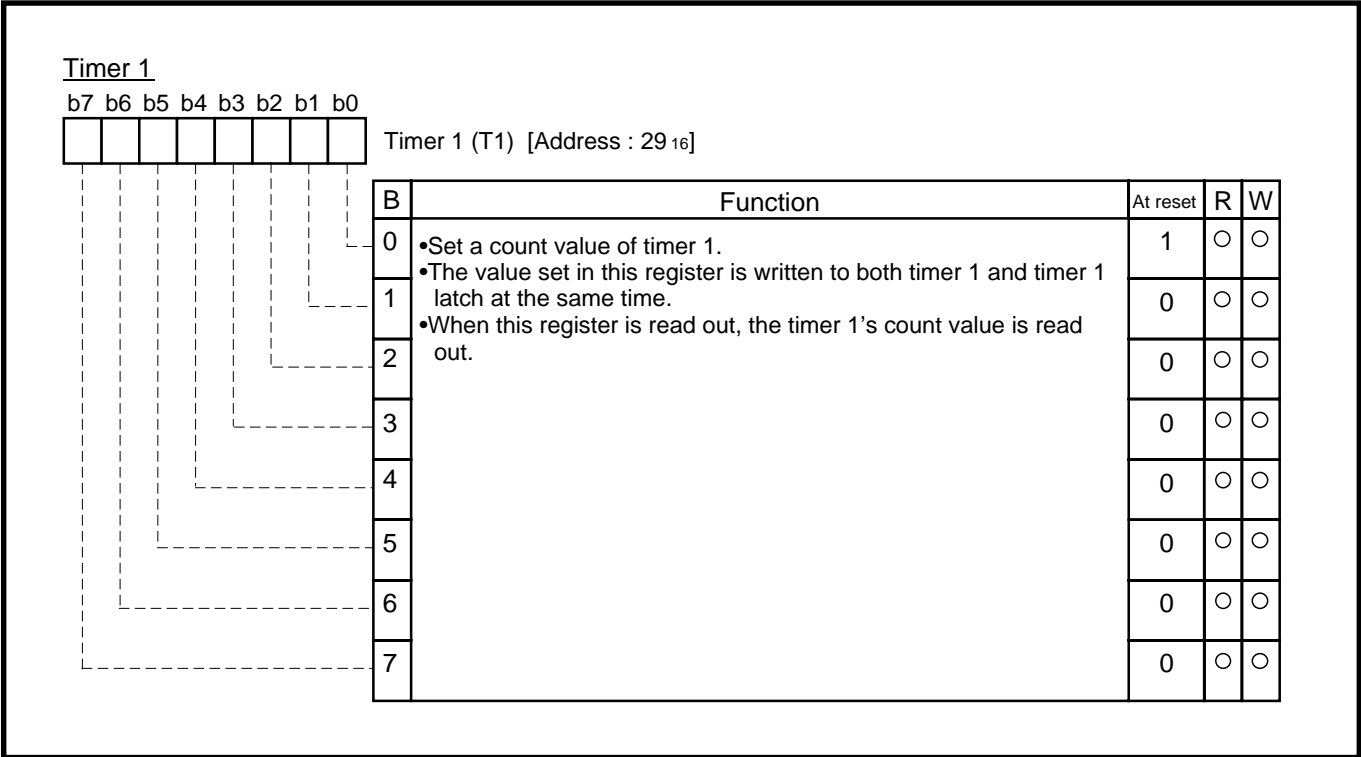 Timer 1
b7 b6 b5 b4 b3 b2 b1 b0
Timer 1 (T1) [Address : 29 16]
B Function At reset R W
0 •Set a count value of timer 1. 1 ○ ○
•The value set in this register is written to both timer 1 and timer 1
1 latch at the same time. 0 ○ ○
•When this register is read out, the timer 1’s count value is read
2 out. 0 ○ ○
3 0 ○ ○
4 0 ○ ○
5 0 ○ ○
6 0 ○ ○
7 0 ○ ○